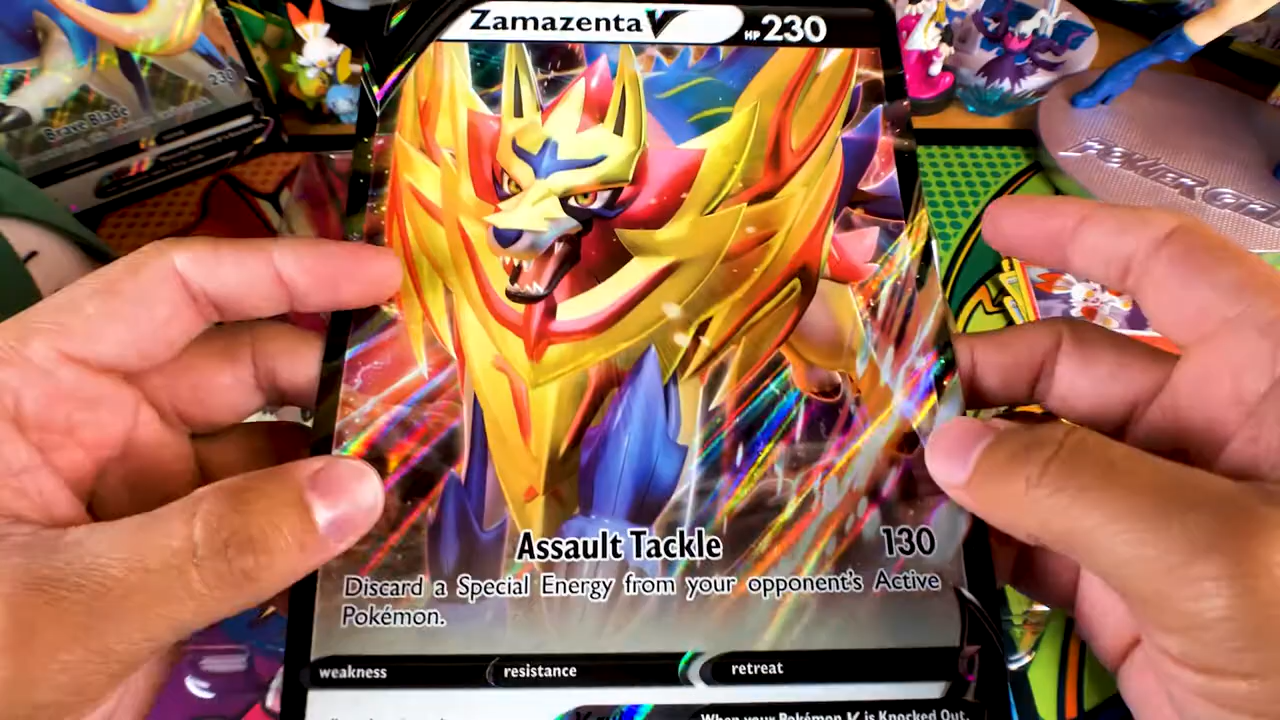 Zamazenta V HP 230
230
Brave Blade
POWER
Assault Tackle 130
Discard a Special Energy from your opponent's Active
Pokémon.
weakness resistance retreat
When your Pokémon V is Knocked Out,